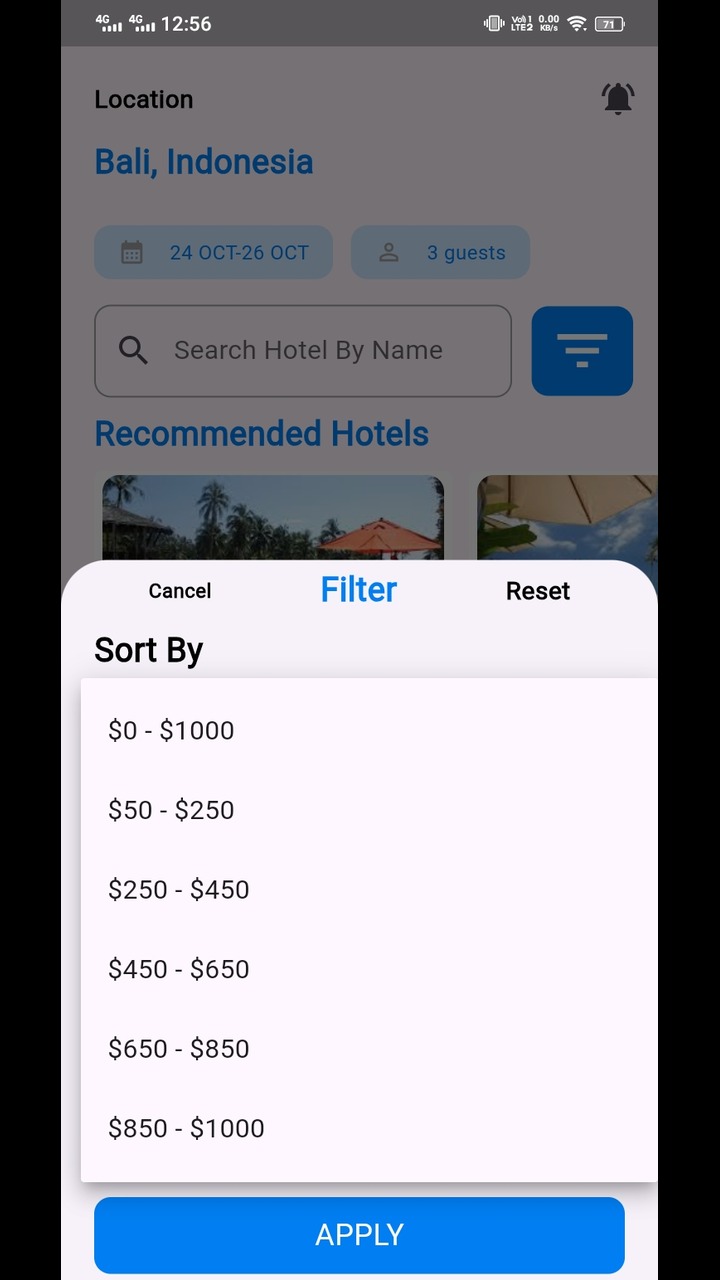 4G 4G 12:56 Vo) 1 LTE2 0.00 KB/s 71
Location
Bali, Indonesia
24 OCT-26 OCT 3 guests
Search Hotel By Name
Recommended Hotels
Cancel Filter Reset
Sort By
$0 - $1000
$50 - $250
$250 - $450
$450 - $650
$650 - $850
$850 - $1000
APPLY